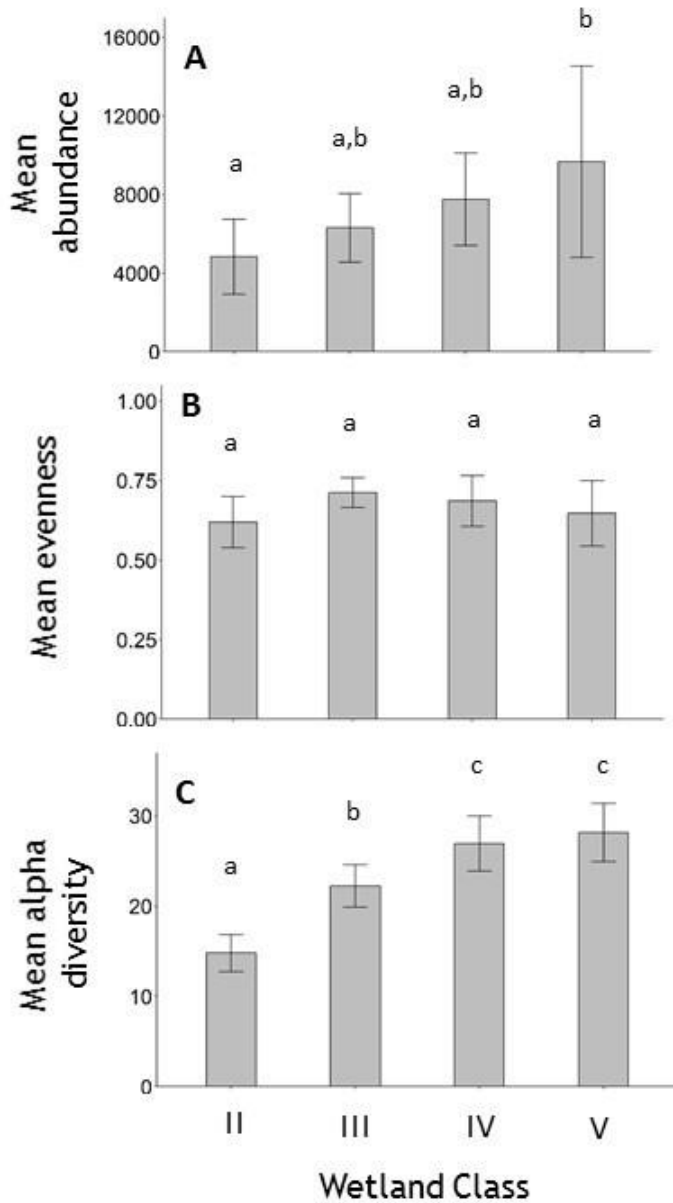 A
b
16000
12000
8000
4000
0
a
a,b
a,b
Mean
abundance
B
1.00
0.75
0.50
0.25
0.00
a
a
a
a
Mean evenness
C
30
20
10
0
a
b
c
c
Mean alpha
diversity
II III IV V
Wetland Class